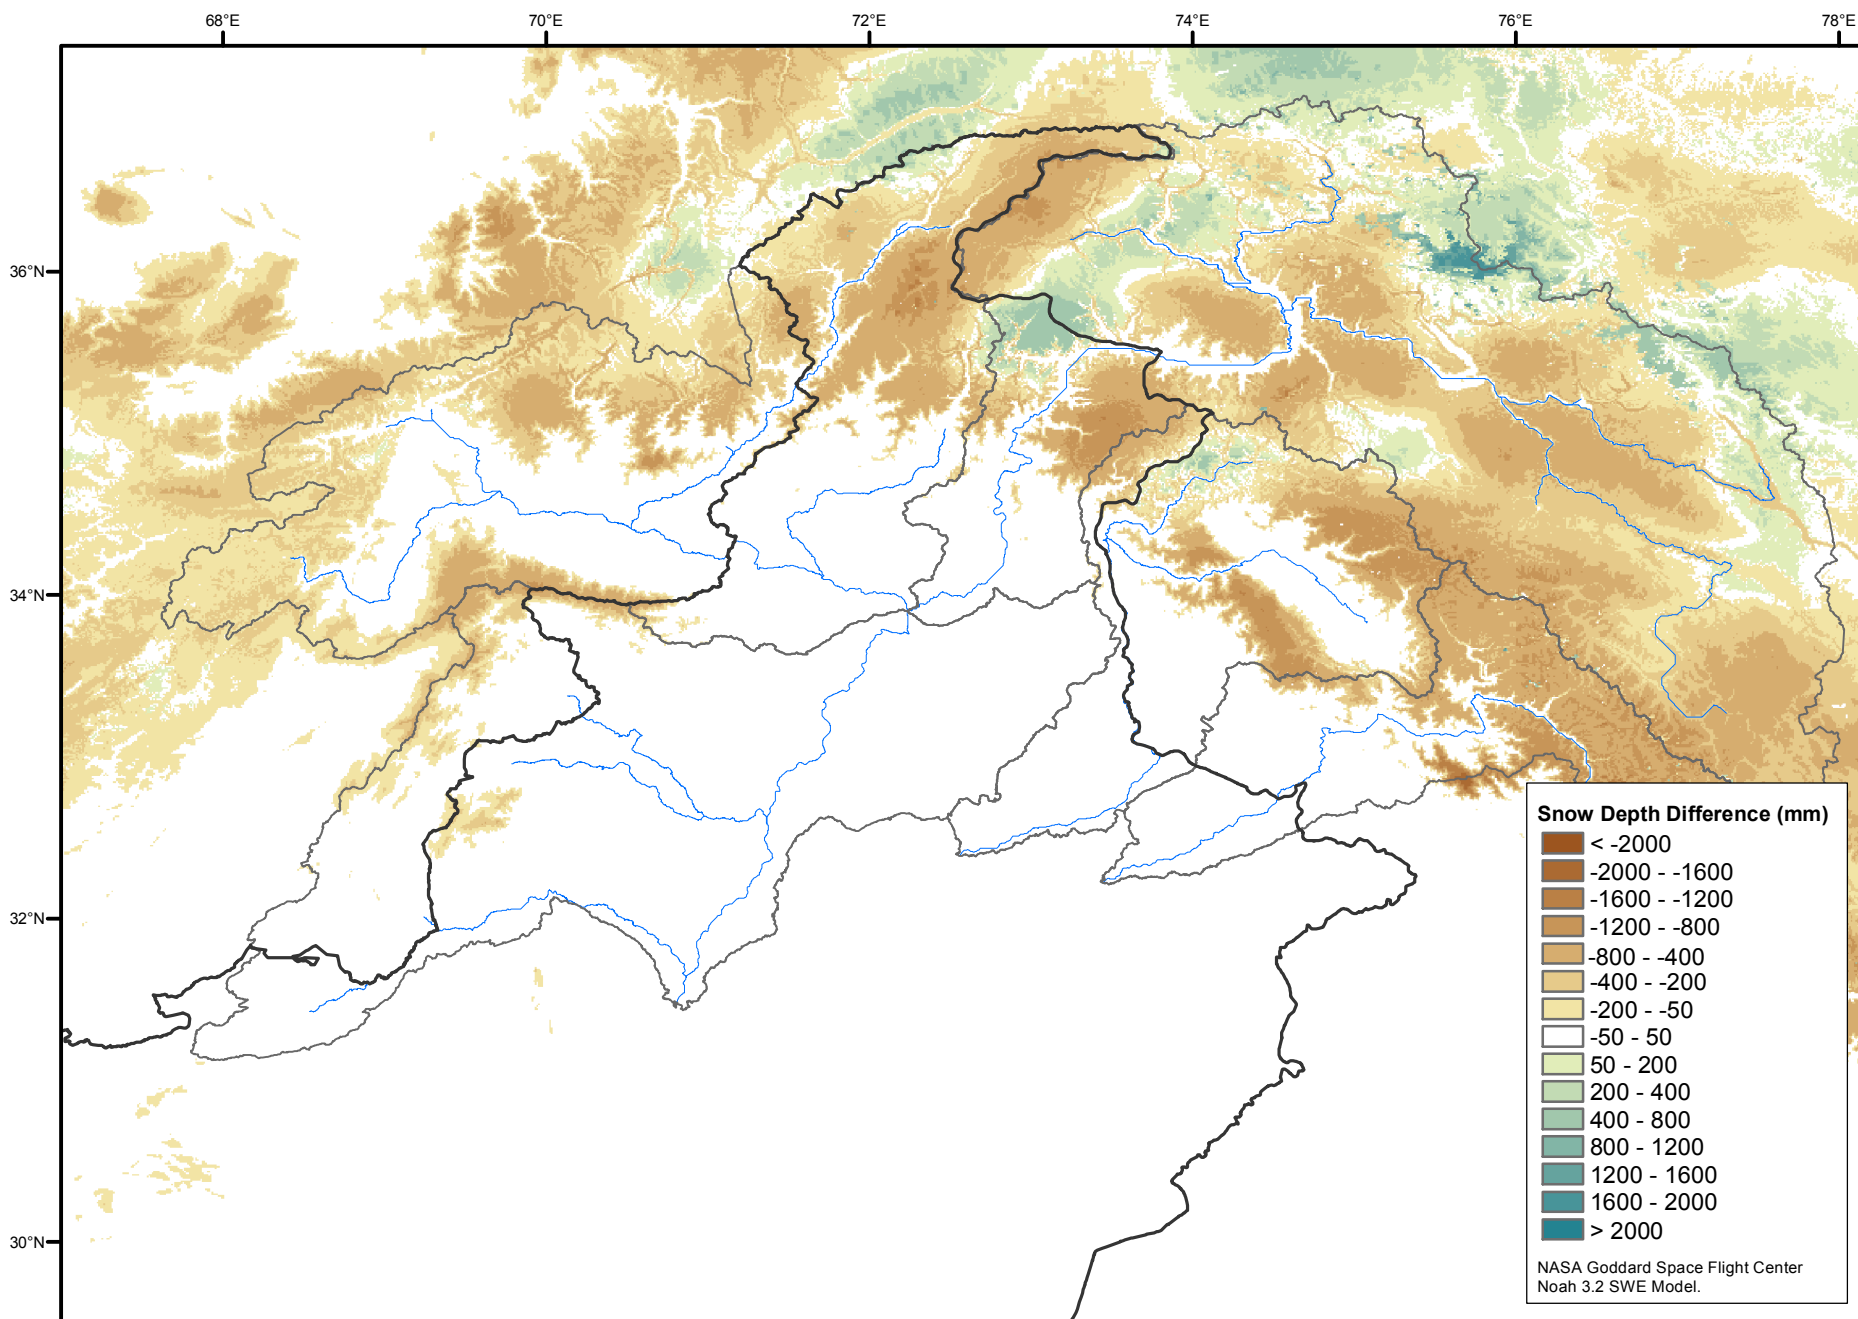 68°E 70°E 72°E 74°E 76°E 78°E
36°N
34°N
32°N
30°N
Snow Depth Difference (mm)
< -2000
-2000 - -1600
-1600 - -1200
-1200 - -800
-800 - -400
-400 - -200
-200 - -50
-50 - 50
50 - 200
200 - 400
400 - 800
800 - 1200
1200 - 1600
1600 - 2000
> 2000
NASA Goddard Space Flight Center
Noah 3.2 SWE Model.